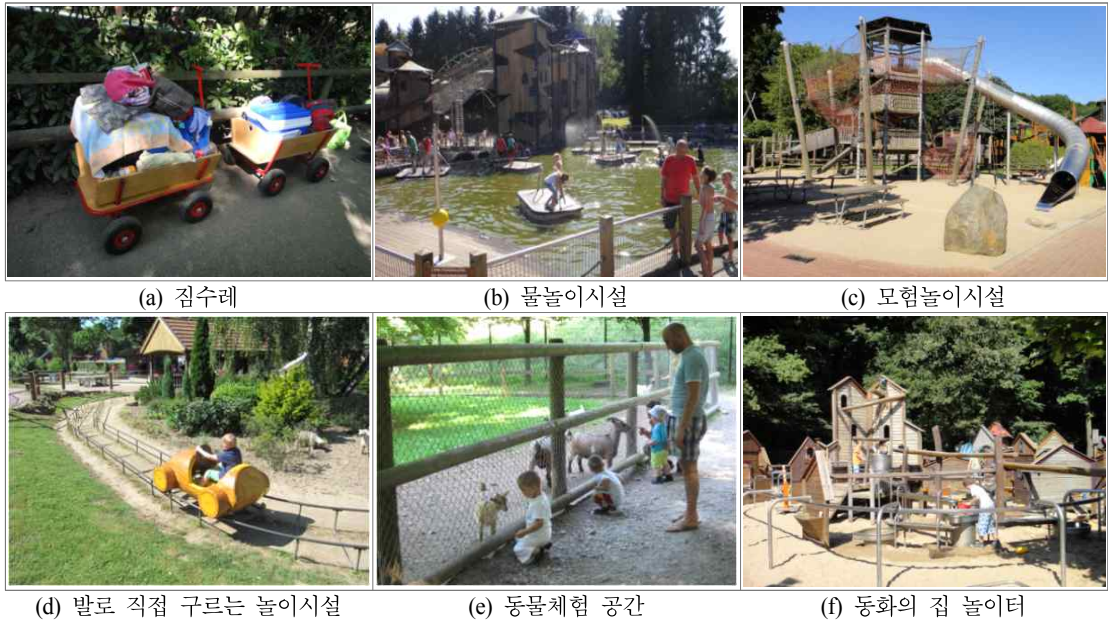 (a) 짐수레
(b) 물놀이시설
(c) 모험놀이시설
(d) 발로 직접 구르는 놀이시설
(e) 동물체험 공간
(f) 동화의 집 놀이터